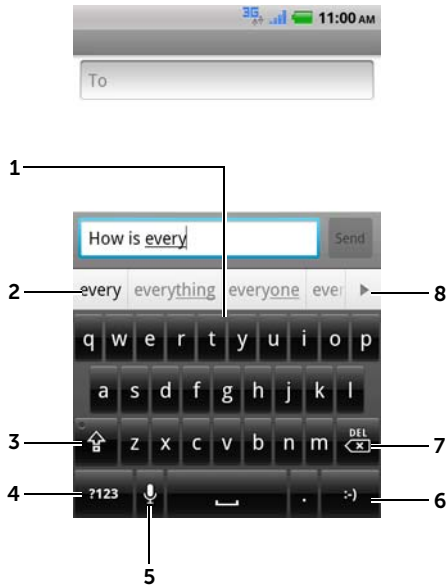 3G 11:00 AM
To
1
How is every Send
2 every everything everyone ever 8
q w e r t y u i o p
a s d f g h j k l
3 z x c v b n m DEL 7
4 ?123 . :-) 6
5